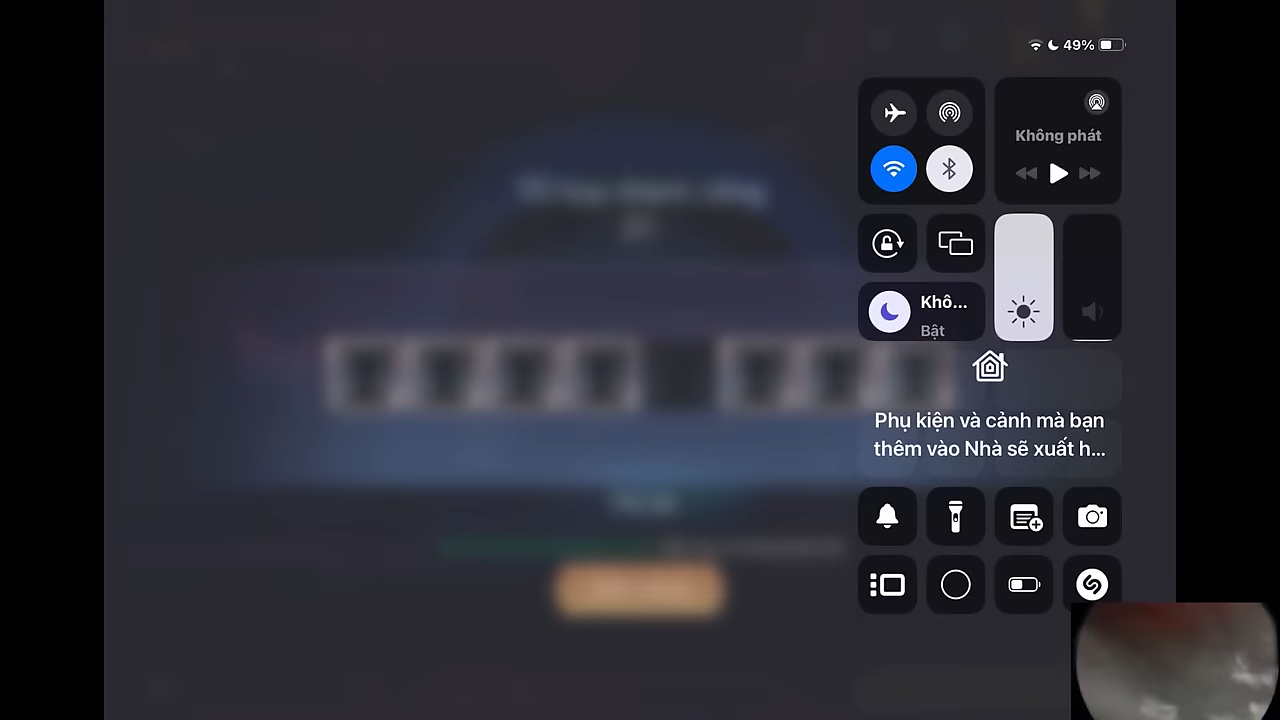 49%
Không phát
Khô...
Bật
Phụ kiện và cảnh mà bạn
thêm vào Nhà sẽ xuất h...